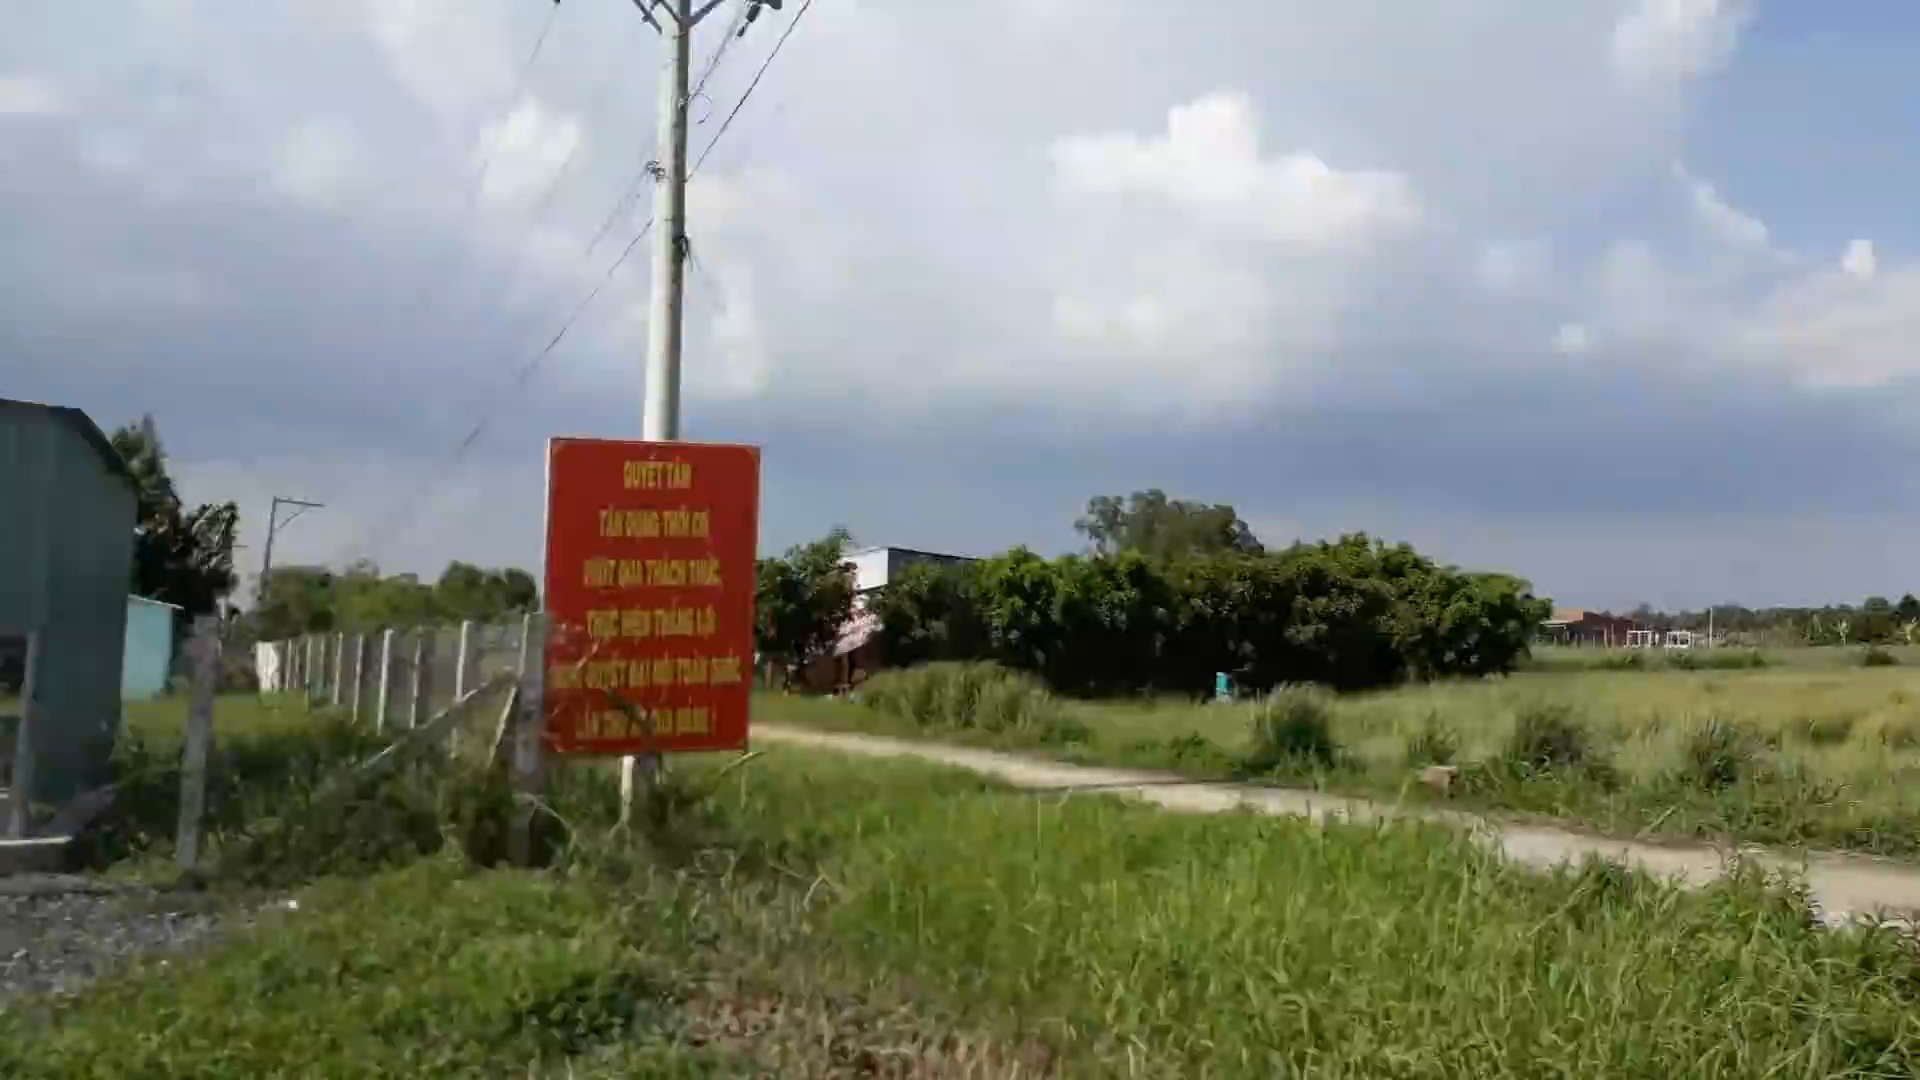 QUYẾT TÂM
TẬN DỤNG THỜI CƠ
VƯỢT QUA THÁCH THỨC
THỰC HIỆN THẮNG LỢI
QUYẾT ĐẠI HỘI TOÀN QUỐC
LẦN THỨ CỦA ĐẢNG !